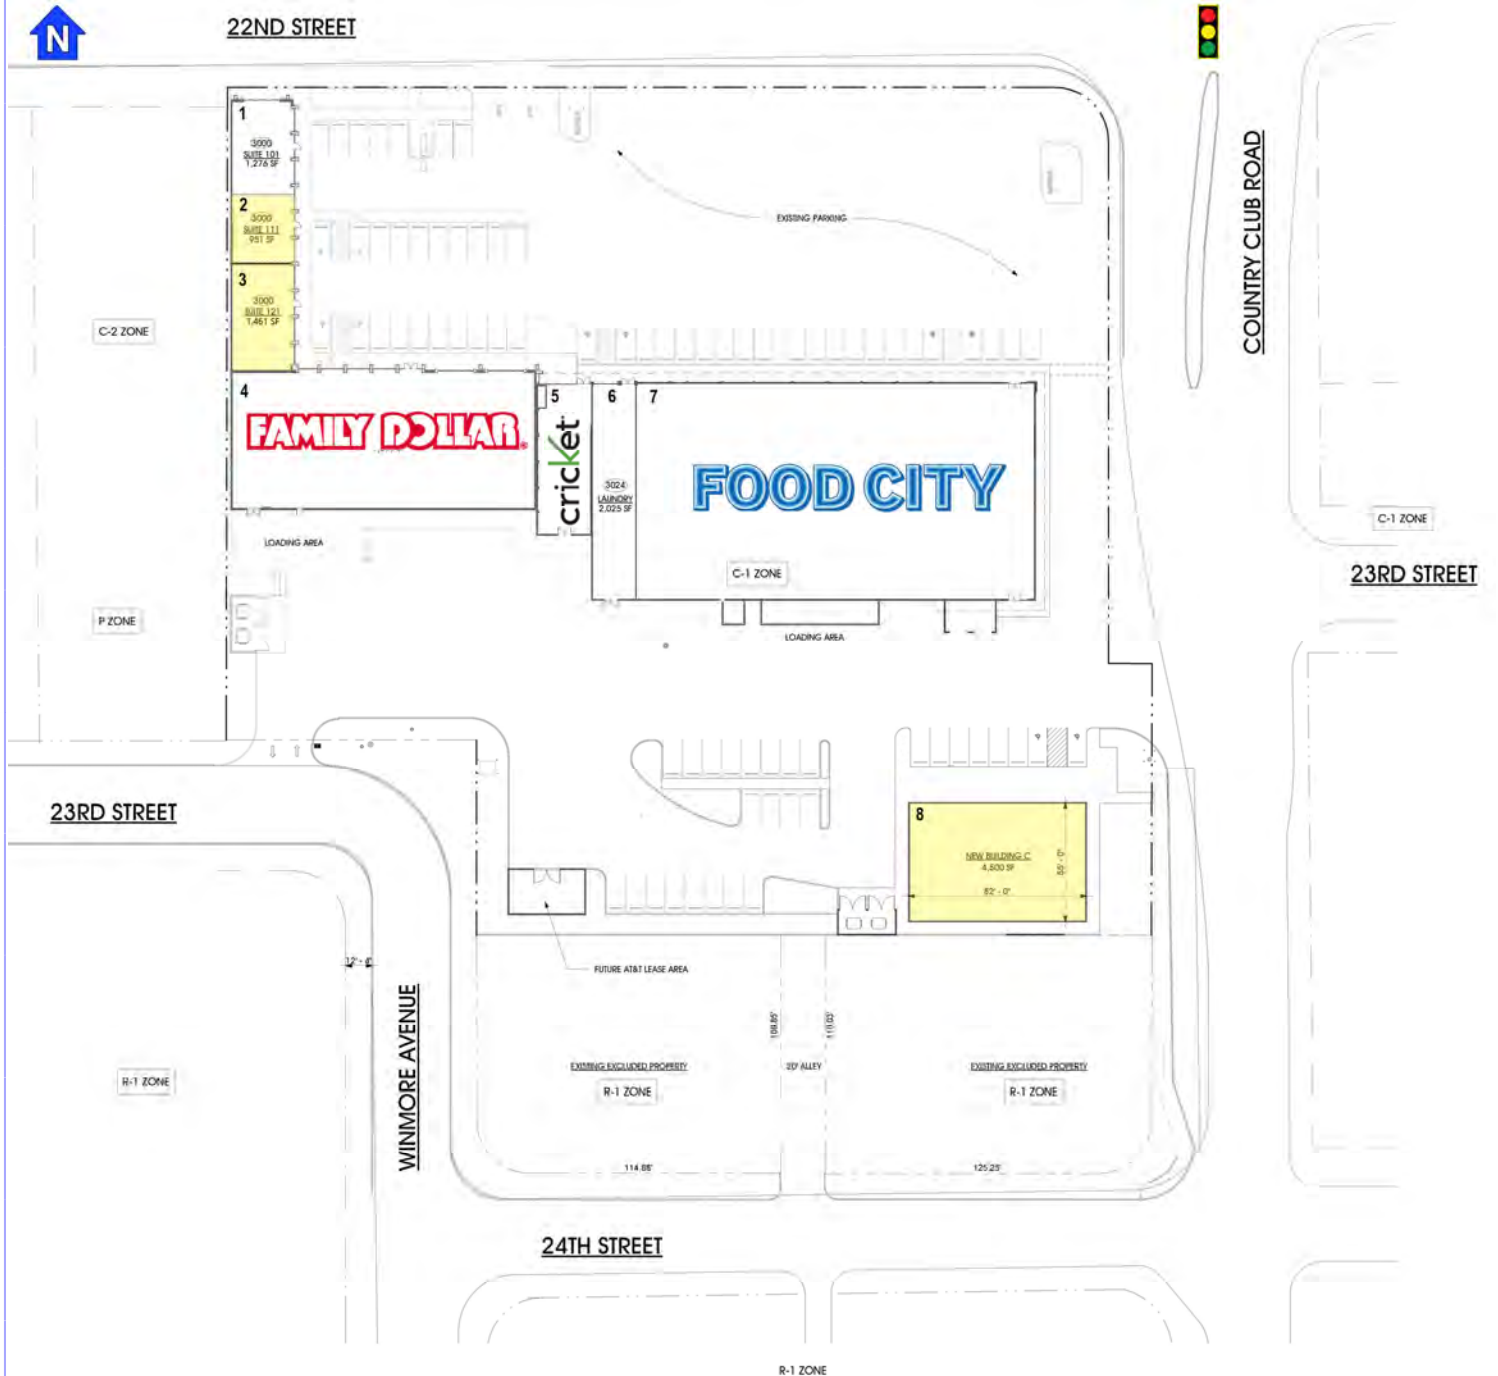 N
22ND STREET
COUNTRY CLUB ROAD
1
3000
SUITE 101
1,276 SF
2
3000
SUITE 111
951 SF
3
3000
SUITE 121
1,461 SF
EXISTING PARKING
C-2 ZONE
4
FAMILY DOLLAR
5
cricket
6
3024
LAUNDRY
2,025 SF
7
FOOD CITY
C-1 ZONE
LOADING AREA
LOADING AREA
C-1 ZONE
23RD STREET
P ZONE
23RD STREET
8
NEW BUILDING C
4,500 SF
82' - 0"
55' - 0"
FUTURE AT&T LEASE AREA
WINMORE AVENUE
EXISTING EXCLUDED PROPERTY
R-1 ZONE
20' ALLEY
EXISTING EXCLUDED PROPERTY
R-1 ZONE
R-1 ZONE
125.25'
24TH STREET
R-1 ZONE